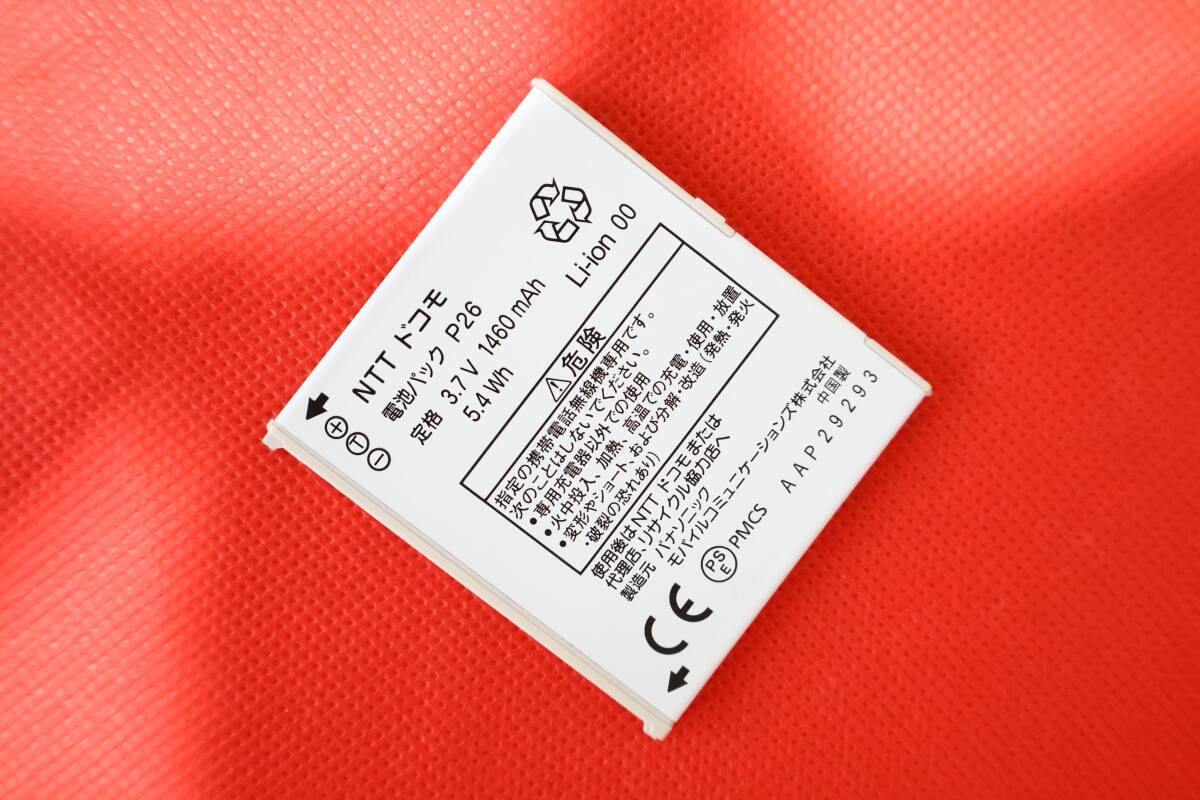 NTT ドコモ
電池パック P26
定格 3.7 V 1460 mAh
5.4 Wh
Li-ion 00
⊕
Ⓣ
⊖
⚠危険
指定の携帯電話無線機専用です。
次のことはしないでください。
•専用充電器以外での使用
•火中投入、加熱、高温での充電・使用・放置
•変形やショート、および分解・改造(発熱・発火
・破裂の恐れあり)
使用後はNTT ドコモまたは
代理店、リサイクル協力店へ
製造元 パナソニック
モバイルコミュニケーションズ株式会社
中国製
CE
PSE PMCS
AAP29293